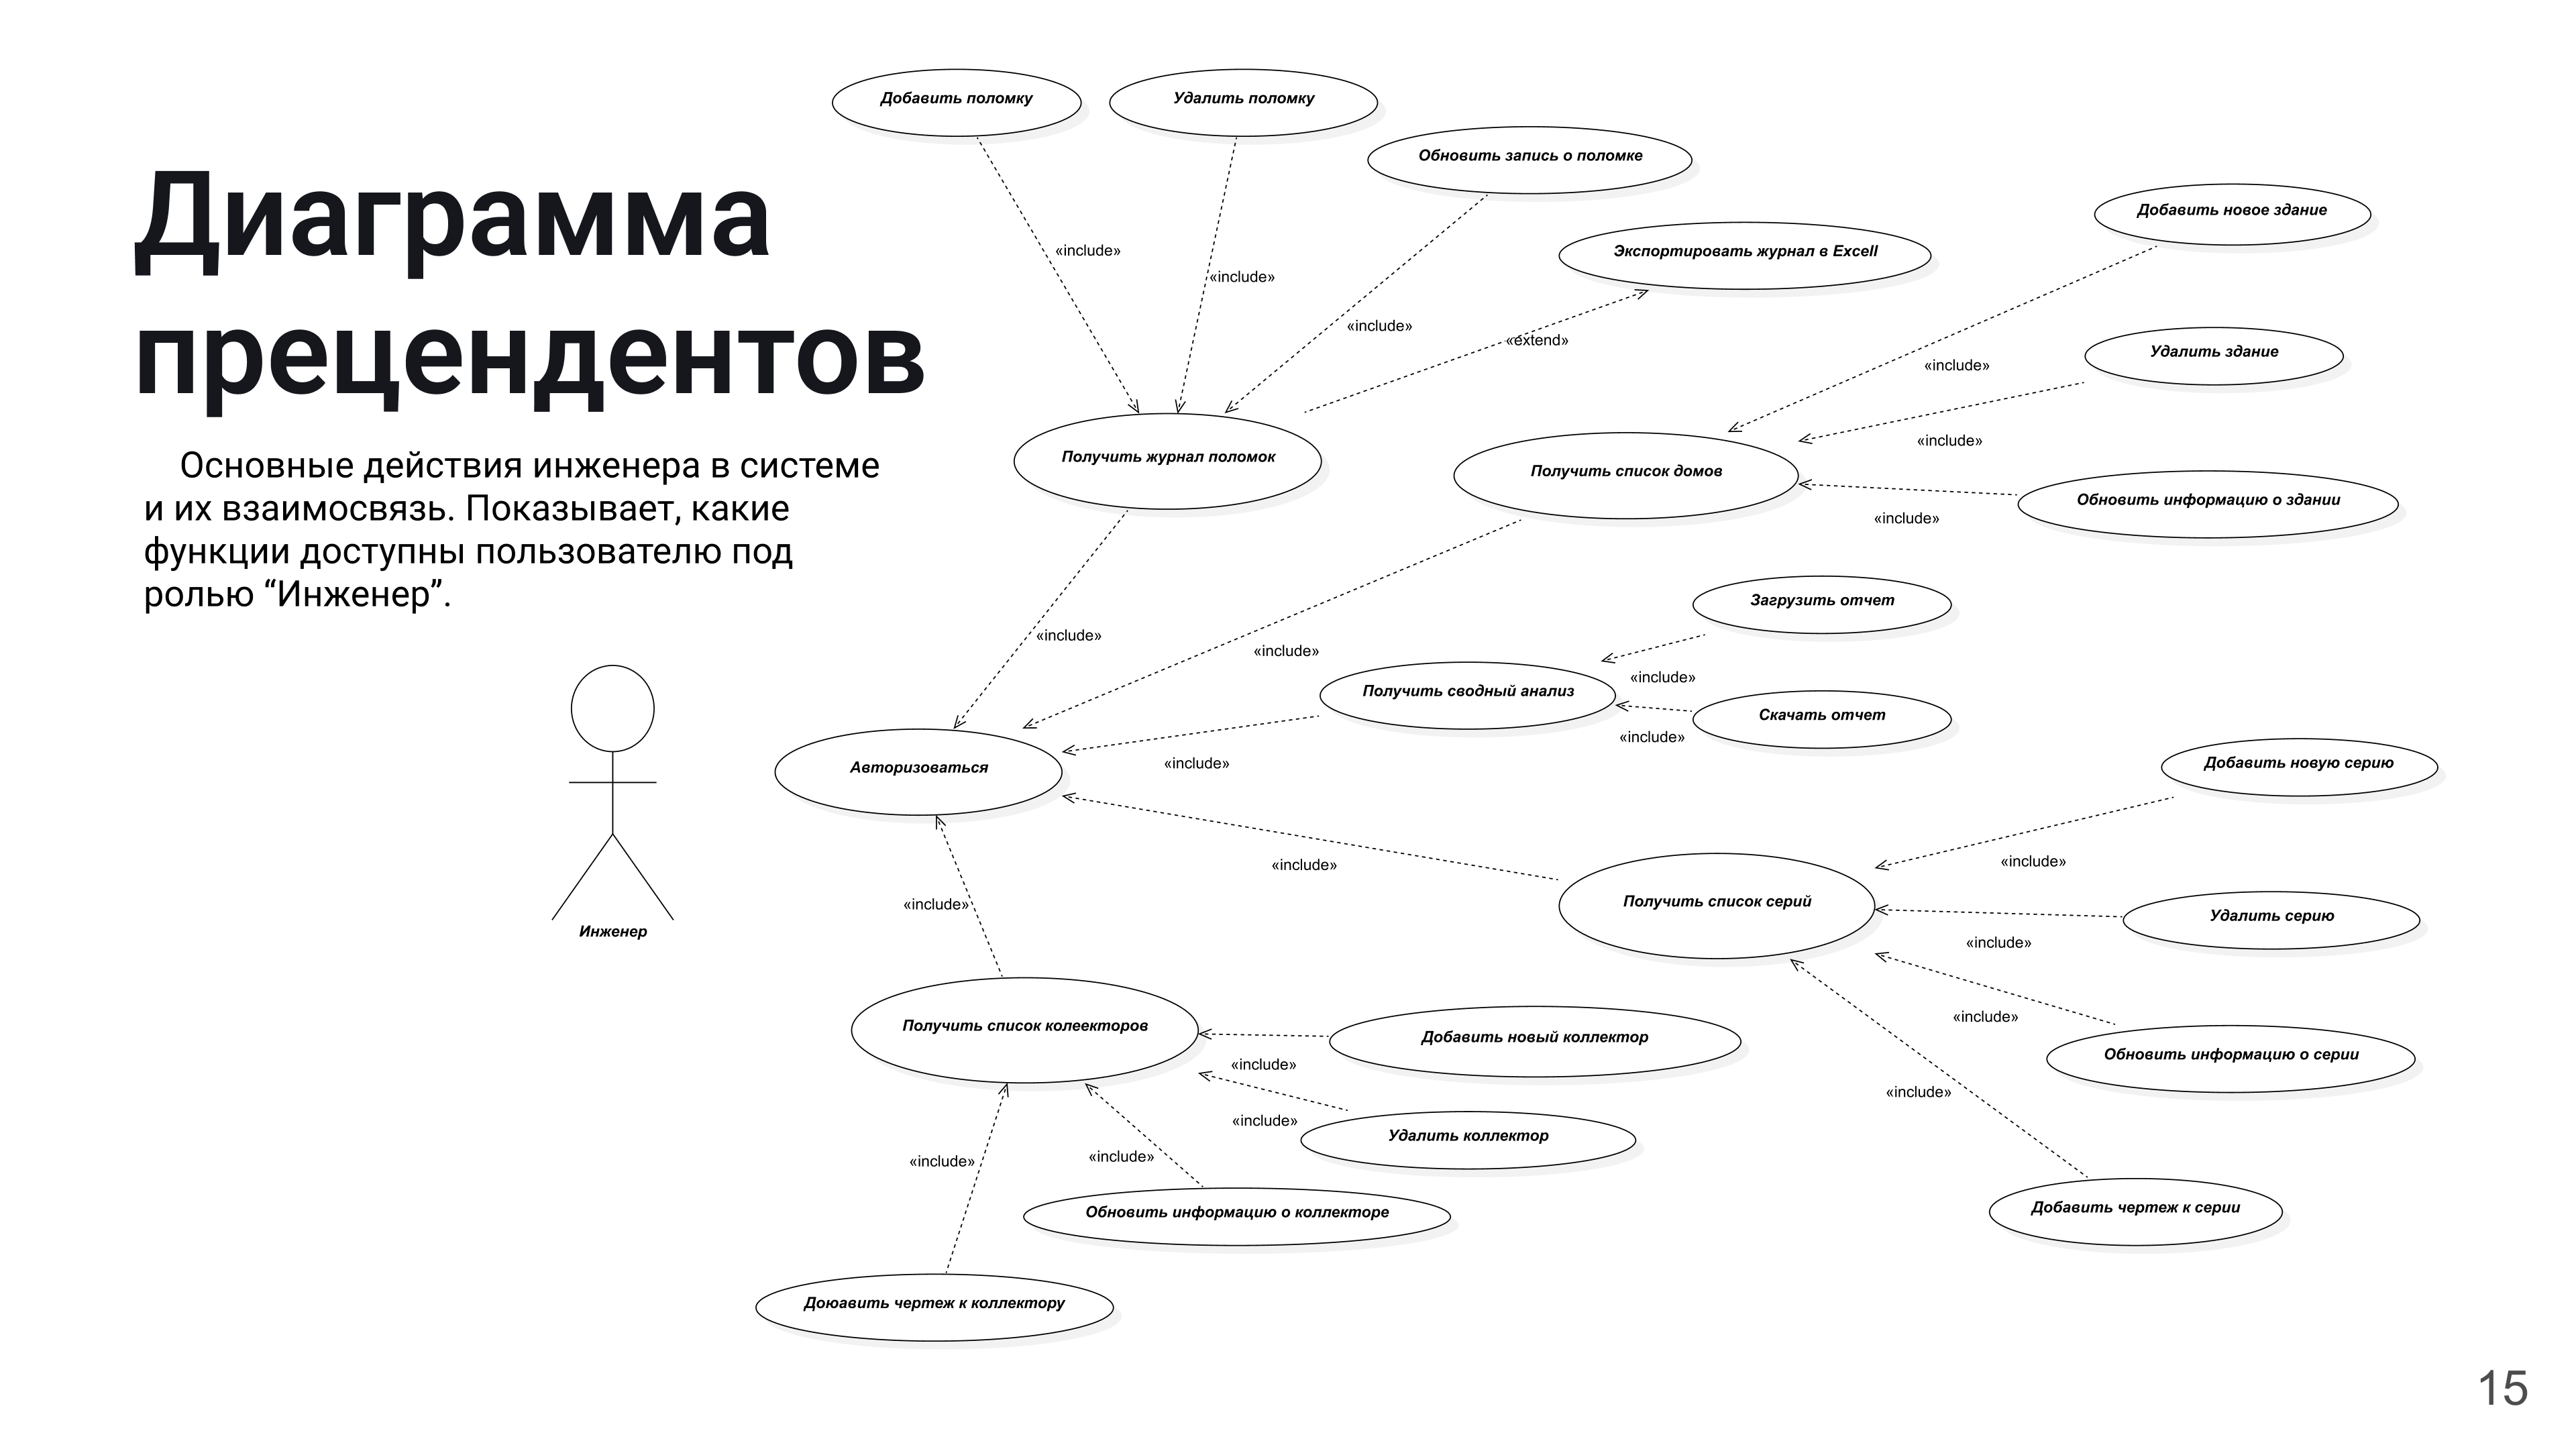 Диаграмма
прецендентов
Основные действия инженера в системе
и их взаимосвязь. Показывает, какие
функции доступны пользователю под
ролью “Инженер”.
Инженер
Добавить поломку
Удалить поломку
Обновить запись о поломке
Экспортировать журнал в Excell
Добавить новое здание
«include»
«include»
«include»
«extend»
Удалить здание
«include»
«include»
Получить журнал поломок
Получить список домов
Обновить информацию о здании
«include»
Загрузить отчет
«include»
«include»
«include»
Получить сводный анализ
Скачать отчет
«include»
«include»
Авторизоваться
Добавить новую серию
«include»
«include»
«include»
Получить список серий
Удалить серию
«include»
«include»
Получить список колеекторов
Добавить новый коллектор
Обновить информацию о серии
«include»
«include»
«include»
Удалить коллектор
«include»
«include»
Обновить информацию о коллекторе
Добавить чертеж к серии
Доюавить чертеж к коллектору
15